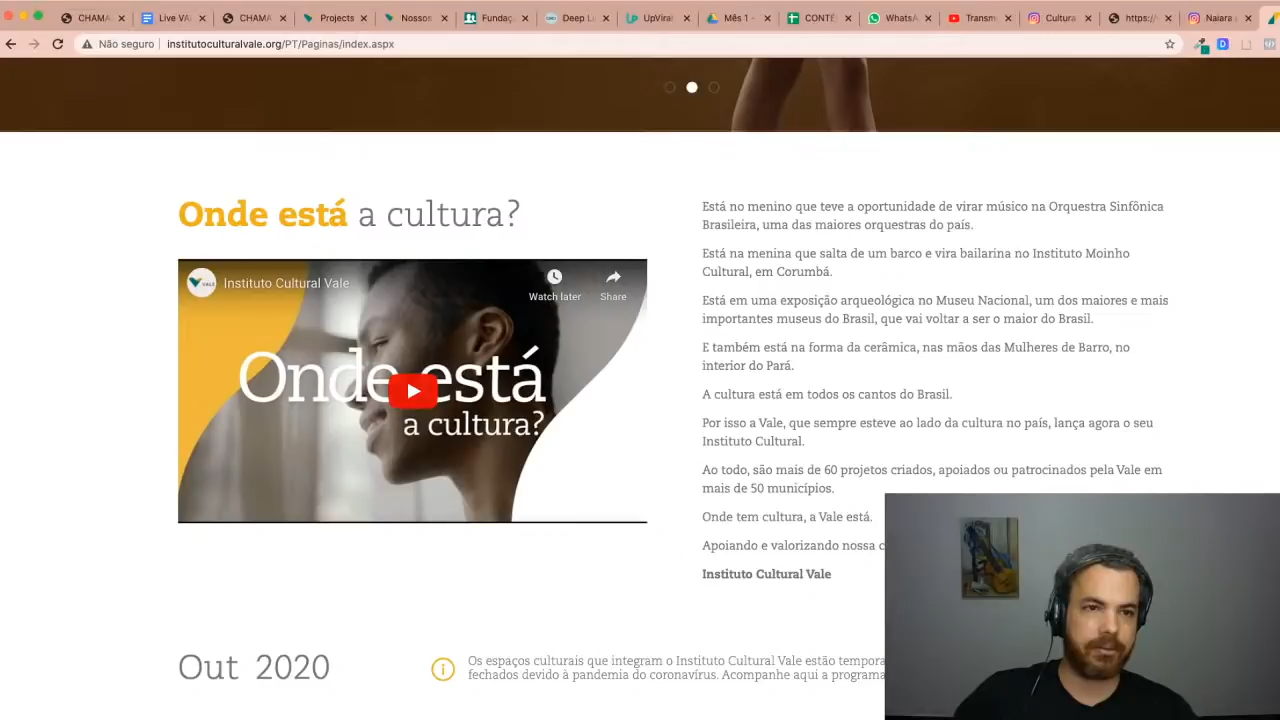 CHAMA
Live VA
CHAMA
Projects
Nossos
Funda
Deep L
UpViral
Mês 1 -
CONTE
WhatsA
Transm
Cultura
https://
Naiara
Não seguro
institutoculturalvale.org/PT/Paginas/index.aspx
Onde está a cultura?
VALE
Instituto Cultural Vale
Watch later
Share
Onde está
a cultura?
Está no menino que teve a oportunidade de virar músico na Orquestra Sinfônica
Brasileira, uma das maiores orquestras do país.
Está na menina que salta de um barco e vira bailarina no Instituto Moinho
Cultural, em Corumbá.
Está em uma exposição arqueológica no Museu Nacional, um dos maiores e mais
importantes museus do Brasil, que vai voltar a ser o maior do Brasil.
E também está na forma da cerâmica, nas mãos das Mulheres de Barro, no
interior do Pará.
A cultura está em todos os cantos do Brasil.
Por isso a Vale, que sempre esteve ao lado da cultura no país, lança agora o seu
Instituto Cultural.
Ao todo, são mais de 60 projetos criados, apoiados ou patrocinados pela Vale em
mais de 50 municípios.
Onde tem cultura, a Vale está.
Apoiando e valorizando nossa c
Instituto Cultural Vale
Out 2020
Os espaços culturais que integram o Instituto Cultural Vale estão tempora
fechados devido à pandemia do coronavírus. Acompanhe aqui a programa